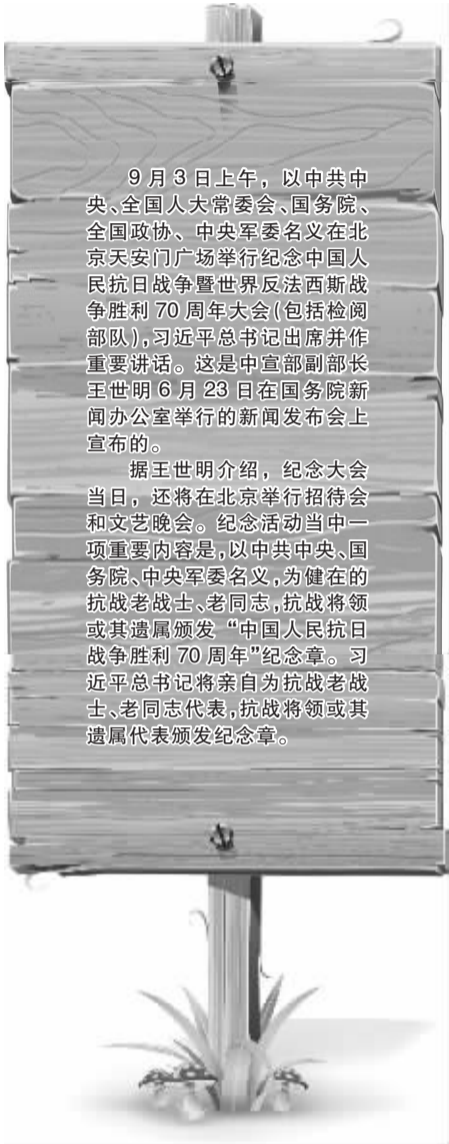 9月3日上午，以中共中
央、全国人大常委会、国务院、
全国政协、中央军委名义在北
京天安门广场举行纪念中国人
民抗日战争暨世界反法西斯战
争胜利70周年大会(包括检阅
部队)，习近平总书记出席并作
重要讲话。这是中宣部副部长
王世明6月23日在国务院新
闻办公室举行的新闻发布会上
宣布的。
据王世明介绍，纪念大会
当日，还将在北京举行招待会
和文艺晚会。纪念活动当中一
项重要内容是，以中共中央、国
务院、中央军委名义，为健在的
抗战老战士、老同志，抗战将领
或其遗属颁发“中国人民抗日
战争胜利70周年”纪念章。习
近平总书记将亲自为抗战老战
士、老同志代表，抗战将领或其
遗属代表颁发纪念章。